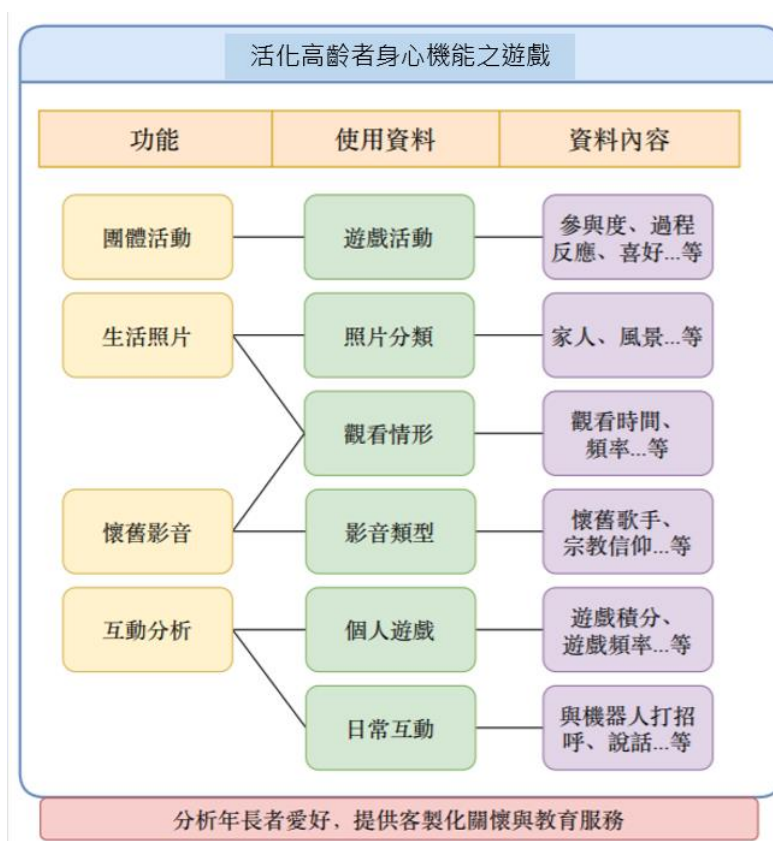 活化高齡者身心機能之遊戲
功能 使用資料 資料內容
團體活動 遊戲活動 參與度、過程
反應、喜好...等
生活照片 照片分類 家人、風景...等
觀看情形 觀看時間、
頻率...等
懷舊影音 影音類型 懷舊歌手、
宗教信仰...等
互動分析 個人遊戲 遊戲積分、
遊戲頻率...等
日常互動 與機器人打招
呼、說話...等
分析年長者愛好，提供客製化關懷與教育服務